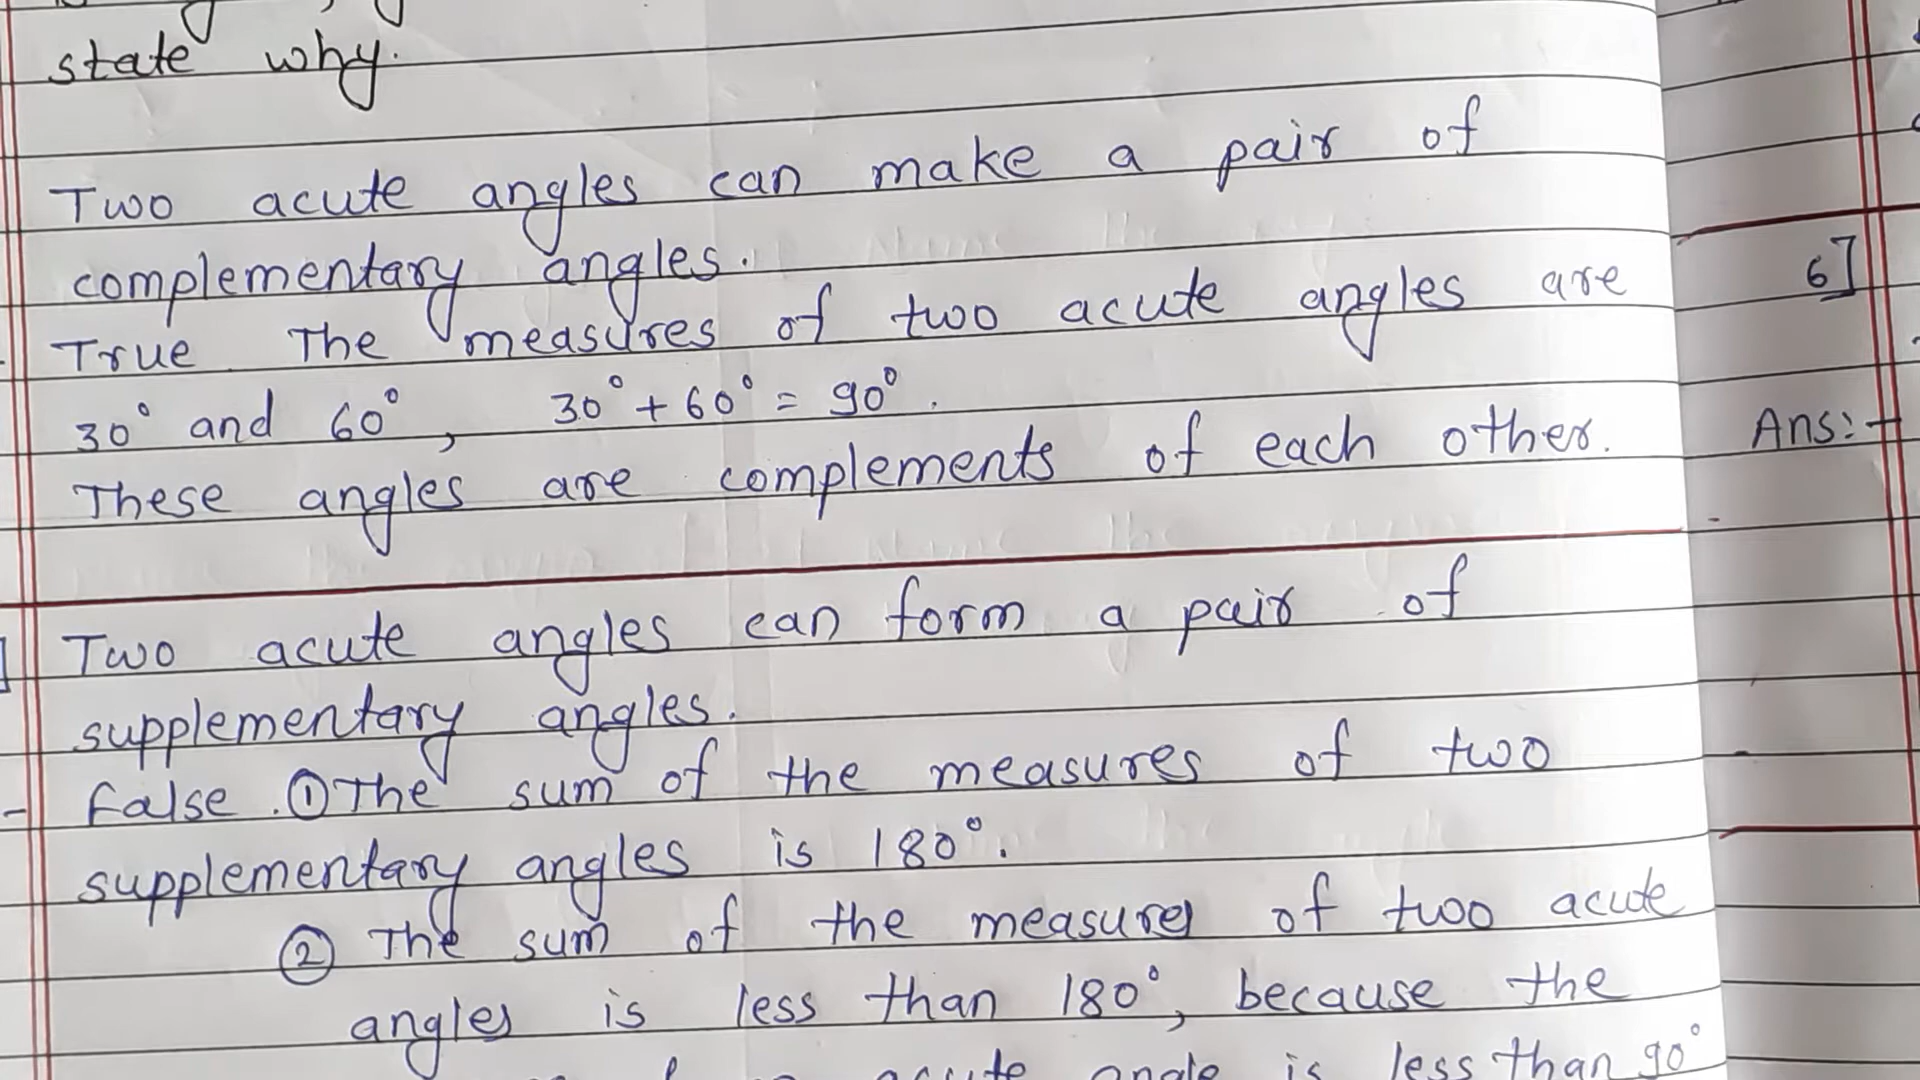 state why.
Two acute angles can make a pair of
complementary angles.
True. The measures of two acute angles are
30° and 60°, 30° + 60° = 90°.
These angles are complements of each other.
Two acute angles can form a pair of
supplementary angles.
False. ① The sum of the measures of two
supplementary angles is 180°.
② The sum of the measures of two acute
angles is less than 180°, because the
acute angle is less than 90°
6]
Ans:-